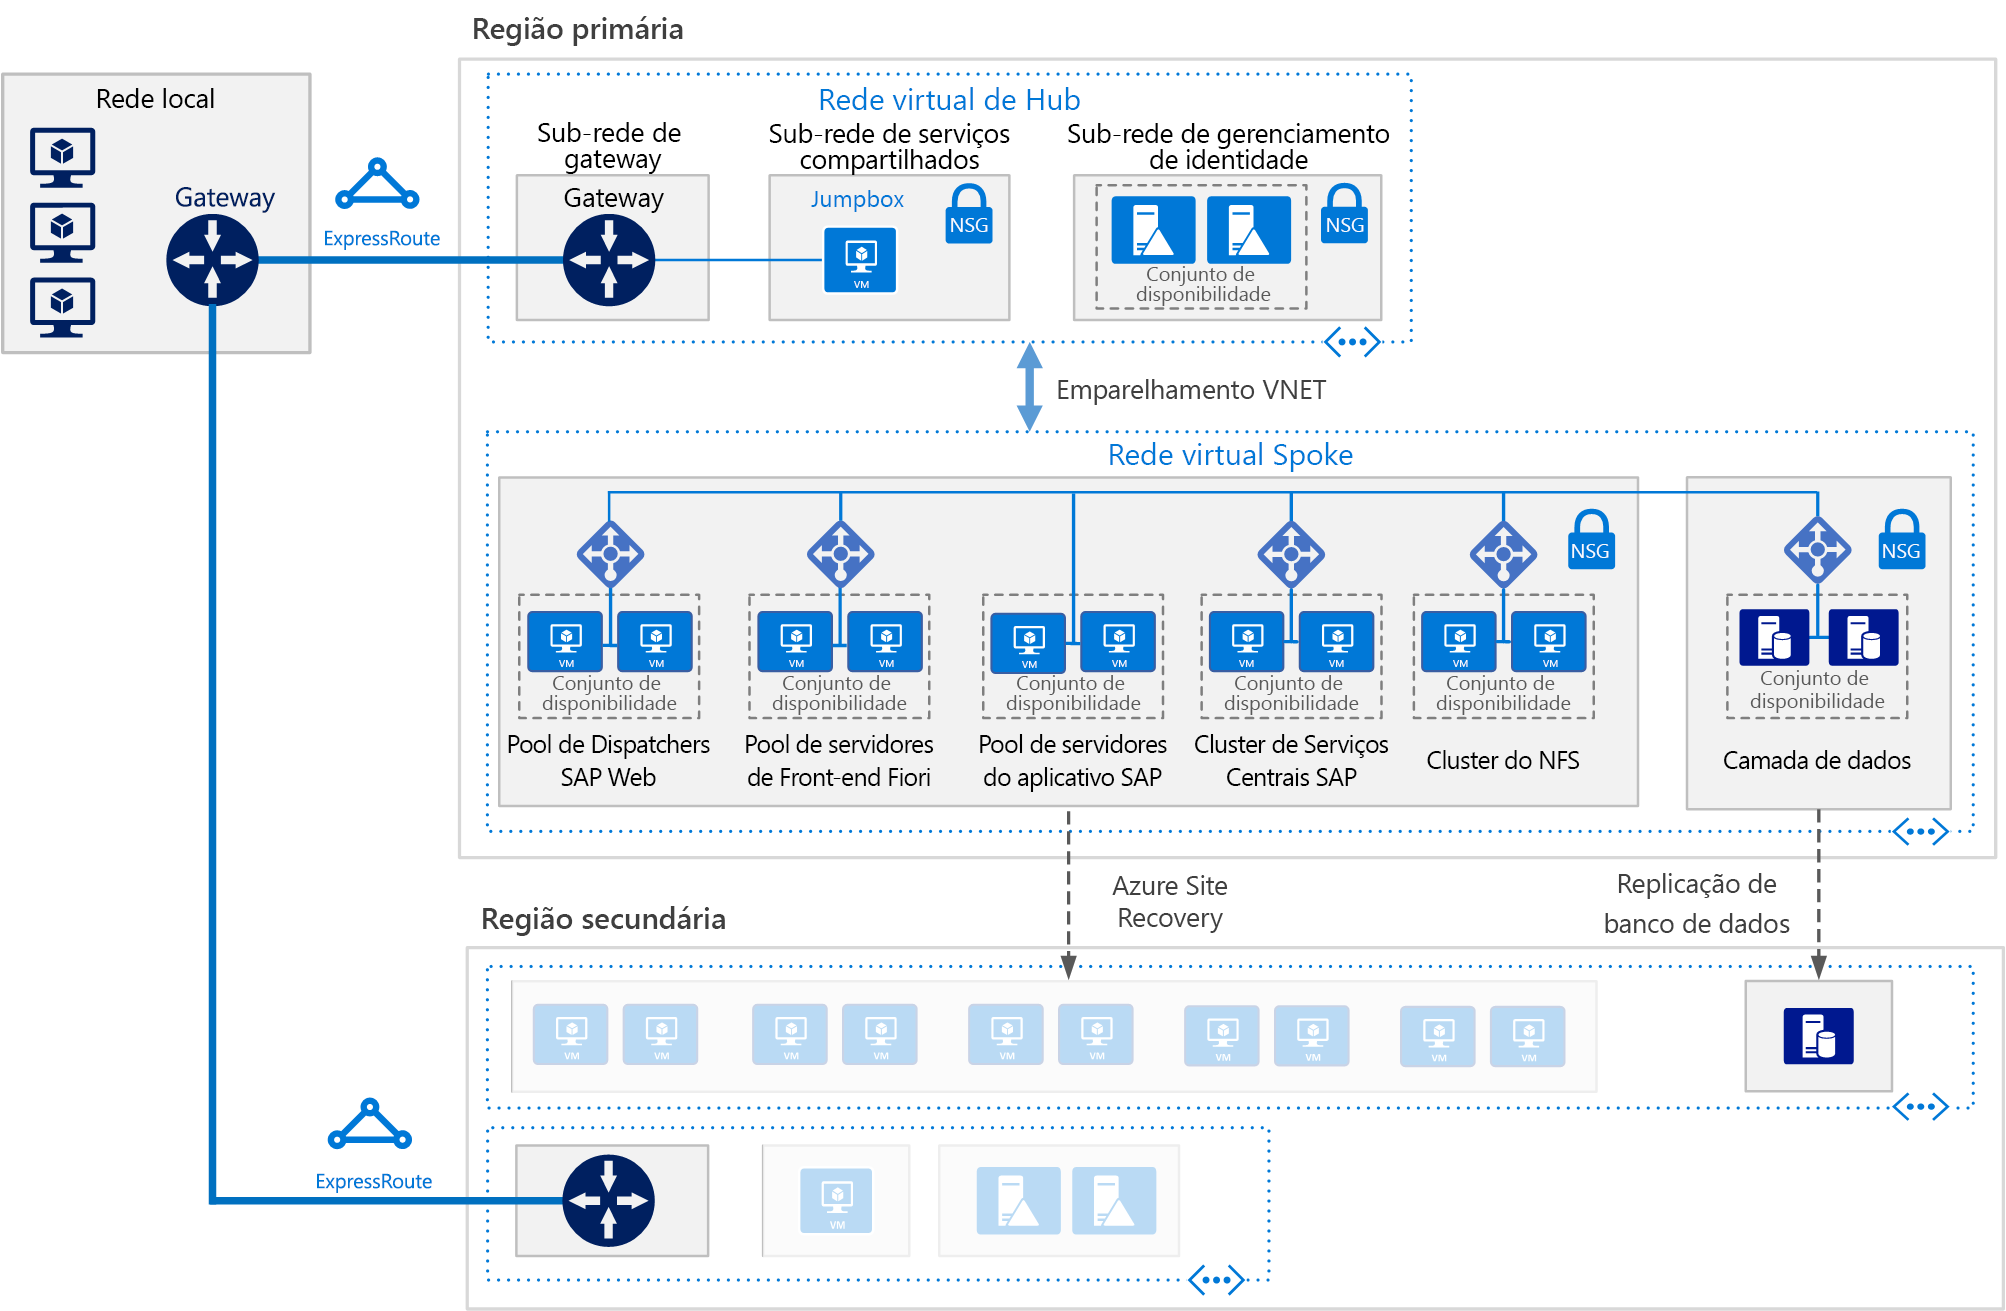 Região primária
Rede local
Gateway
ExpressRoute
Rede virtual de Hub
Sub-rede de
gateway
Gateway
Sub-rede de serviços
compartilhados
Jumpbox
VM
NSG
Sub-rede de gerenciamento
de identidade
Conjunto de
disponibilidade
NSG
Emparelhamento VNET
Rede virtual Spoke
NSG
NSG
VM
VM
Conjunto de
disponibilidade
Pool de Dispatchers
SAP Web
VM
VM
Conjunto de
disponibilidade
Pool de servidores
de Front-end Fiori
VM
VM
Conjunto de
disponibilidade
Pool de servidores
do aplicativo SAP
VM
VM
Conjunto de
disponibilidade
Cluster de Serviços
Centrais SAP
VM
VM
Conjunto de
disponibilidade
Cluster do NFS
Conjunto de
disponibilidade
Camada de dados
Azure Site
Recovery
Replicação de
banco de dados
Região secundária
VM
VM
VM
VM
VM
VM
VM
VM
VM
VM
ExpressRoute
VM